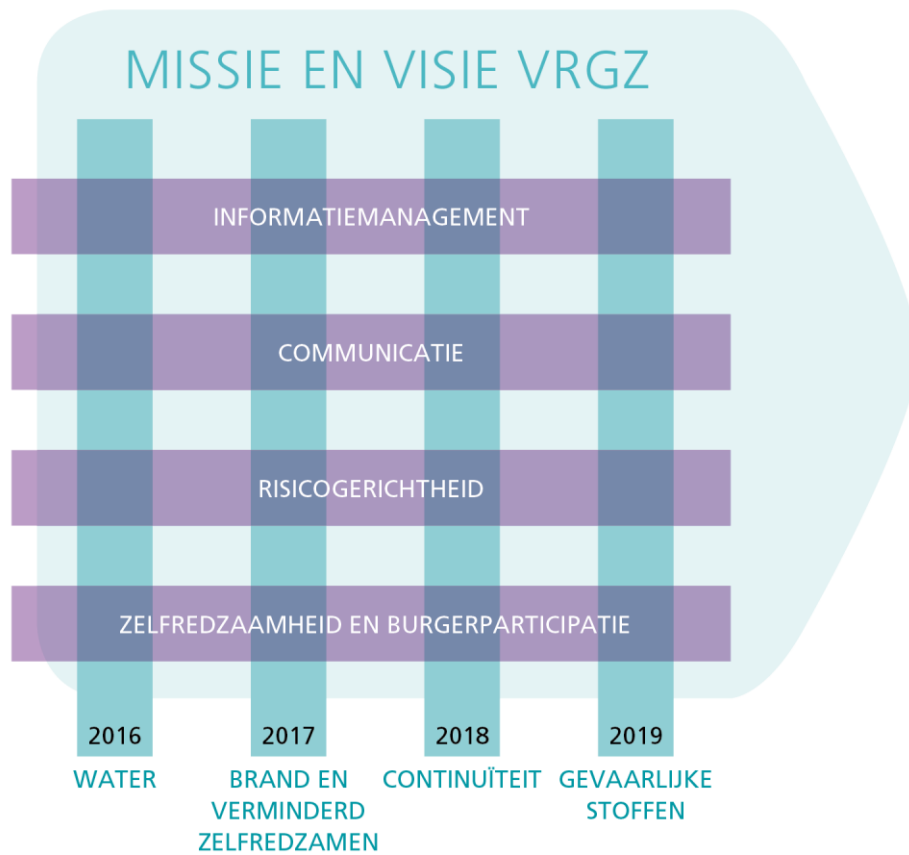 MISSIE EN VISIE VRGZ
INFORMATIEMANAGEMENT
COMMUNICATIE
RISICOGERICHTHEID
ZELFREDZAAMHEID EN BURGERPARTICIPATIE
2016
WATER
2017
BRAND EN
VERMINDERD
ZELFREDZAMEN
2018
CONTINUÏTEIT
2019
GEVAARLIJKE
STOFFEN